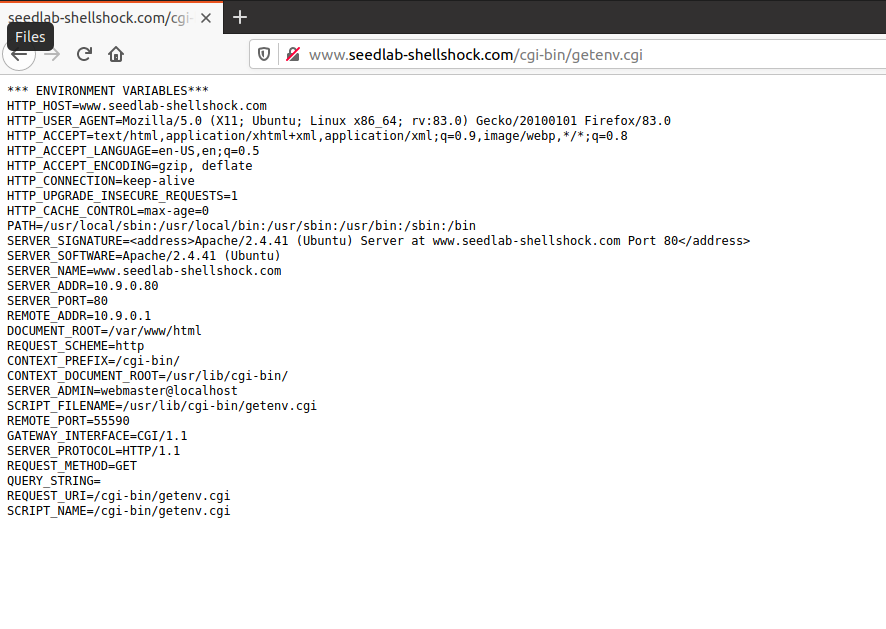 seedlab-shellshock.com/cgi-
Files
www.seedlab-shellshock.com/cgi-bin/getenv.cgi
*** ENVIRONMENT VARIABLES***
HTTP_HOST=www.seedlab-shellshock.com
HTTP_USER_AGENT=Mozilla/5.0 (X11; Ubuntu; Linux x86_64; rv:83.0) Gecko/20100101 Firefox/83.0
HTTP_ACCEPT=text/html,application/xhtml+xml,application/xml;q=0.9,image/webp,*/*;q=0.8
HTTP_ACCEPT_LANGUAGE=en-US,en;q=0.5
HTTP_ACCEPT_ENCODING=gzip, deflate
HTTP_CONNECTION=keep-alive
HTTP_UPGRADE_INSECURE_REQUESTS=1
HTTP_CACHE_CONTROL=max-age=0
PATH=/usr/local/sbin:/usr/local/bin:/usr/sbin:/usr/bin:/sbin:/bin
SERVER_SIGNATURE=<address>Apache/2.4.41 (Ubuntu) Server at www.seedlab-shellshock.com Port 80</address>
SERVER_SOFTWARE=Apache/2.4.41 (Ubuntu)
SERVER_NAME=www.seedlab-shellshock.com
SERVER_ADDR=10.9.0.80
SERVER_PORT=80
REMOTE_ADDR=10.9.0.1
DOCUMENT_ROOT=/var/www/html
REQUEST_SCHEME=http
CONTEXT_PREFIX=/cgi-bin/
CONTEXT_DOCUMENT_ROOT=/usr/lib/cgi-bin/
SERVER_ADMIN=webmaster@localhost
SCRIPT_FILENAME=/usr/lib/cgi-bin/getenv.cgi
REMOTE_PORT=55590
GATEWAY_INTERFACE=CGI/1.1
SERVER_PROTOCOL=HTTP/1.1
REQUEST_METHOD=GET
QUERY_STRING=
REQUEST_URI=/cgi-bin/getenv.cgi
SCRIPT_NAME=/cgi-bin/getenv.cgi